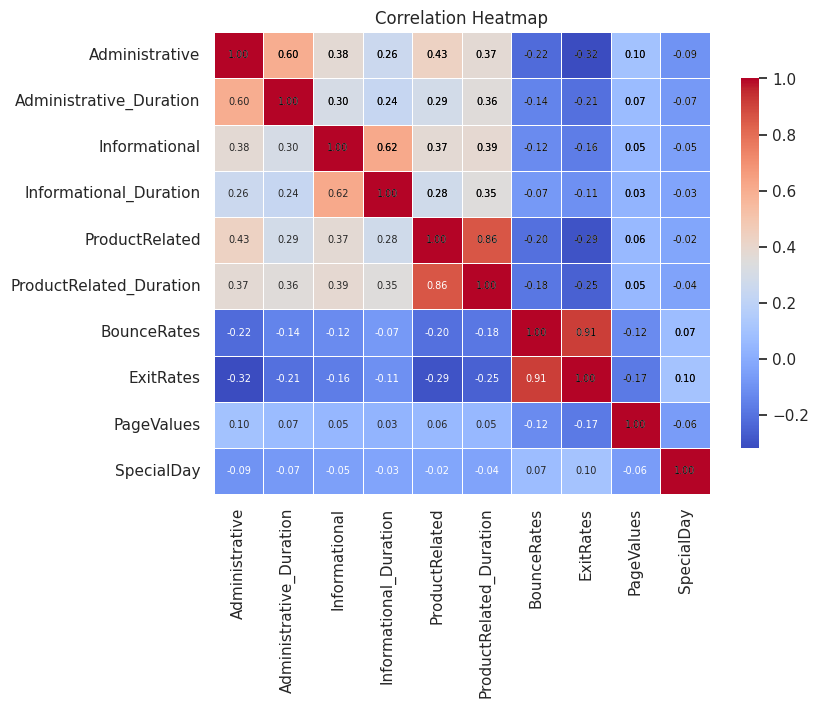 Correlation Heatmap
Administrative 1.00 0.60 0.38 0.26 0.43 0.37 -0.22 -0.32 0.10 -0.09
Administrative_Duration 0.60 1.00 0.30 0.24 0.29 0.36 -0.14 -0.21 0.07 -0.07
Informational 0.38 0.30 1.00 0.62 0.37 0.39 -0.12 -0.16 0.05 -0.05
Informational_Duration 0.26 0.24 0.62 1.00 0.28 0.35 -0.07 -0.11 0.03 -0.03
ProductRelated 0.43 0.29 0.37 0.28 1.00 0.86 -0.20 -0.29 0.06 -0.02
ProductRelated_Duration 0.37 0.36 0.39 0.35 0.86 1.00 -0.18 -0.25 0.05 -0.04
BounceRates -0.22 -0.14 -0.12 -0.07 -0.20 -0.18 1.00 0.91 -0.12 0.07
ExitRates -0.32 -0.21 -0.16 -0.11 -0.29 -0.25 0.91 1.00 -0.17 0.10
PageValues 0.10 0.07 0.05 0.03 0.06 0.05 -0.12 -0.17 1.00 -0.06
SpecialDay -0.09 -0.07 -0.05 -0.03 -0.02 -0.04 0.07 0.10 -0.06 1.00
Administrative
Administrative_Duration
Informational
Informational_Duration
ProductRelated
ProductRelated_Duration
BounceRates
ExitRates
PageValues
SpecialDay
1.0
0.8
0.6
0.4
0.2
0.0
−0.2